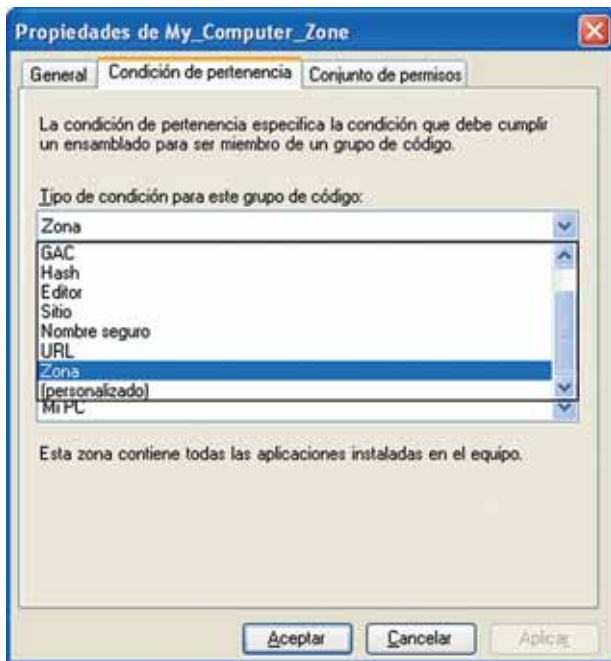 Propiedades de My_Computer_Zone
General
Condición de pertenencia
Conjunto de permisos
La condición de pertenencia especifica la condición que debe cumplir
un ensamblado para ser miembro de un grupo de código.
Tipo de condición para este grupo de código:
Zona
GAC
Hash
Editor
Sitio
Nombre seguro
URL
Zona
(personalizado)
Mi PC
Esta zona contiene todas las aplicaciones instaladas en el equipo.
Aceptar
Cancelar
Aplicar